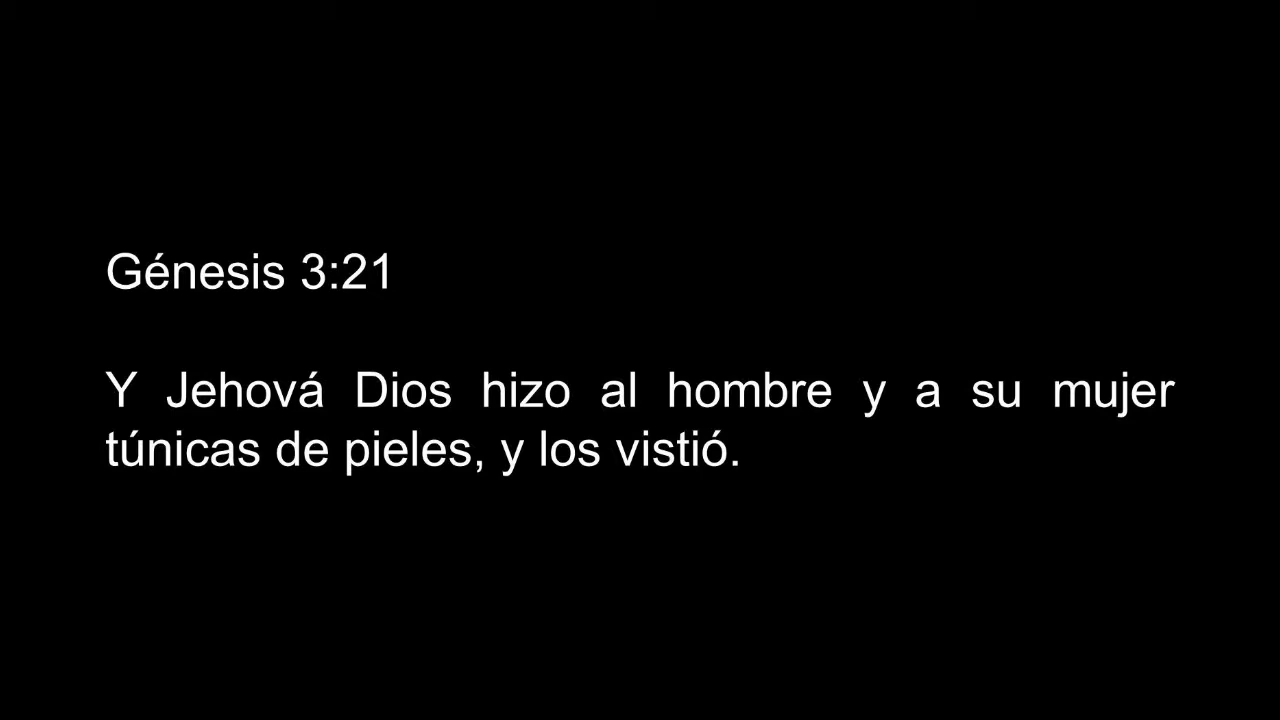 Génesis 3:21
Y Jehová Dios hizo al hombre y a su mujer
túnicas de pieles, y los vistió.